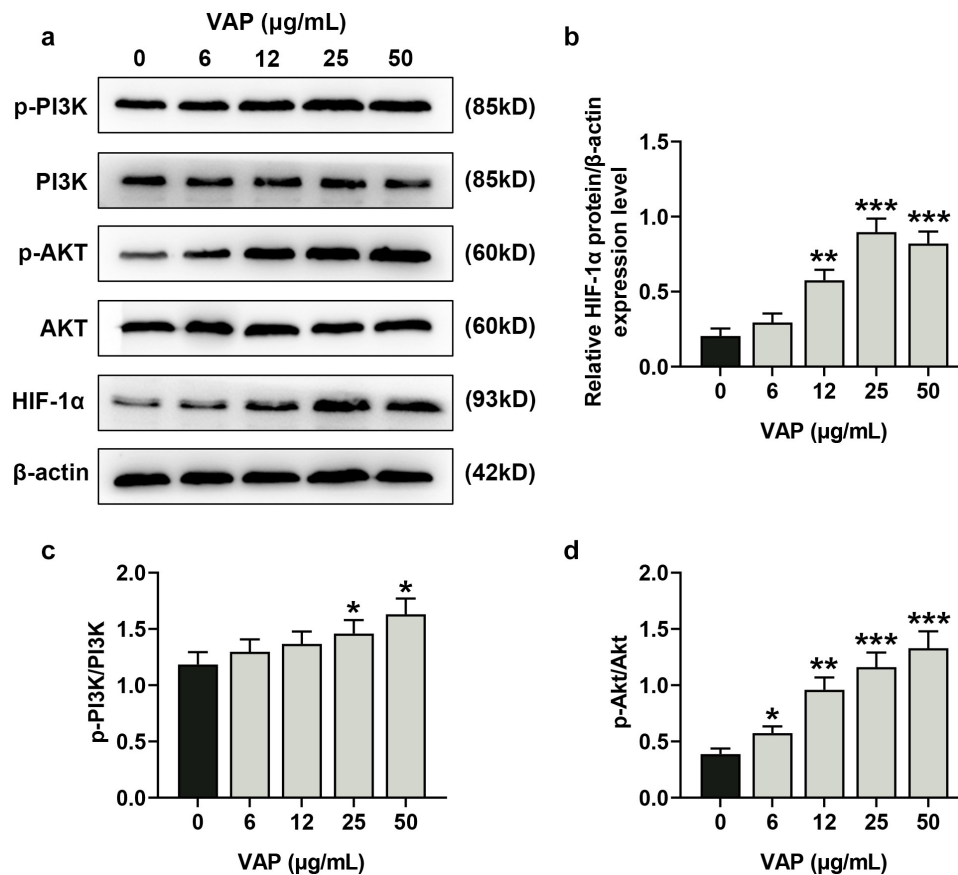 a
VAP (μg/mL)
0 6 12 25 50
p-PI3K (85kD)
PI3K (85kD)
p-AKT (60kD)
AKT (60kD)
HIF-1α (93kD)
β-actin (42kD)
b
Relative HIF-1α protein/β-actin
expression level
1.5
1.0
0.5
0.0
** *** ***
0 6 12 25 50
VAP (μg/mL)
c
p-PI3K/PI3K
2.0
1.5
1.0
0.5
0.0
* *
0 6 12 25 50
VAP (μg/mL)
d
p-Akt/Akt
2.0
1.5
1.0
0.5
0.0
* ** *** ***
0 6 12 25 50
VAP (μg/mL)